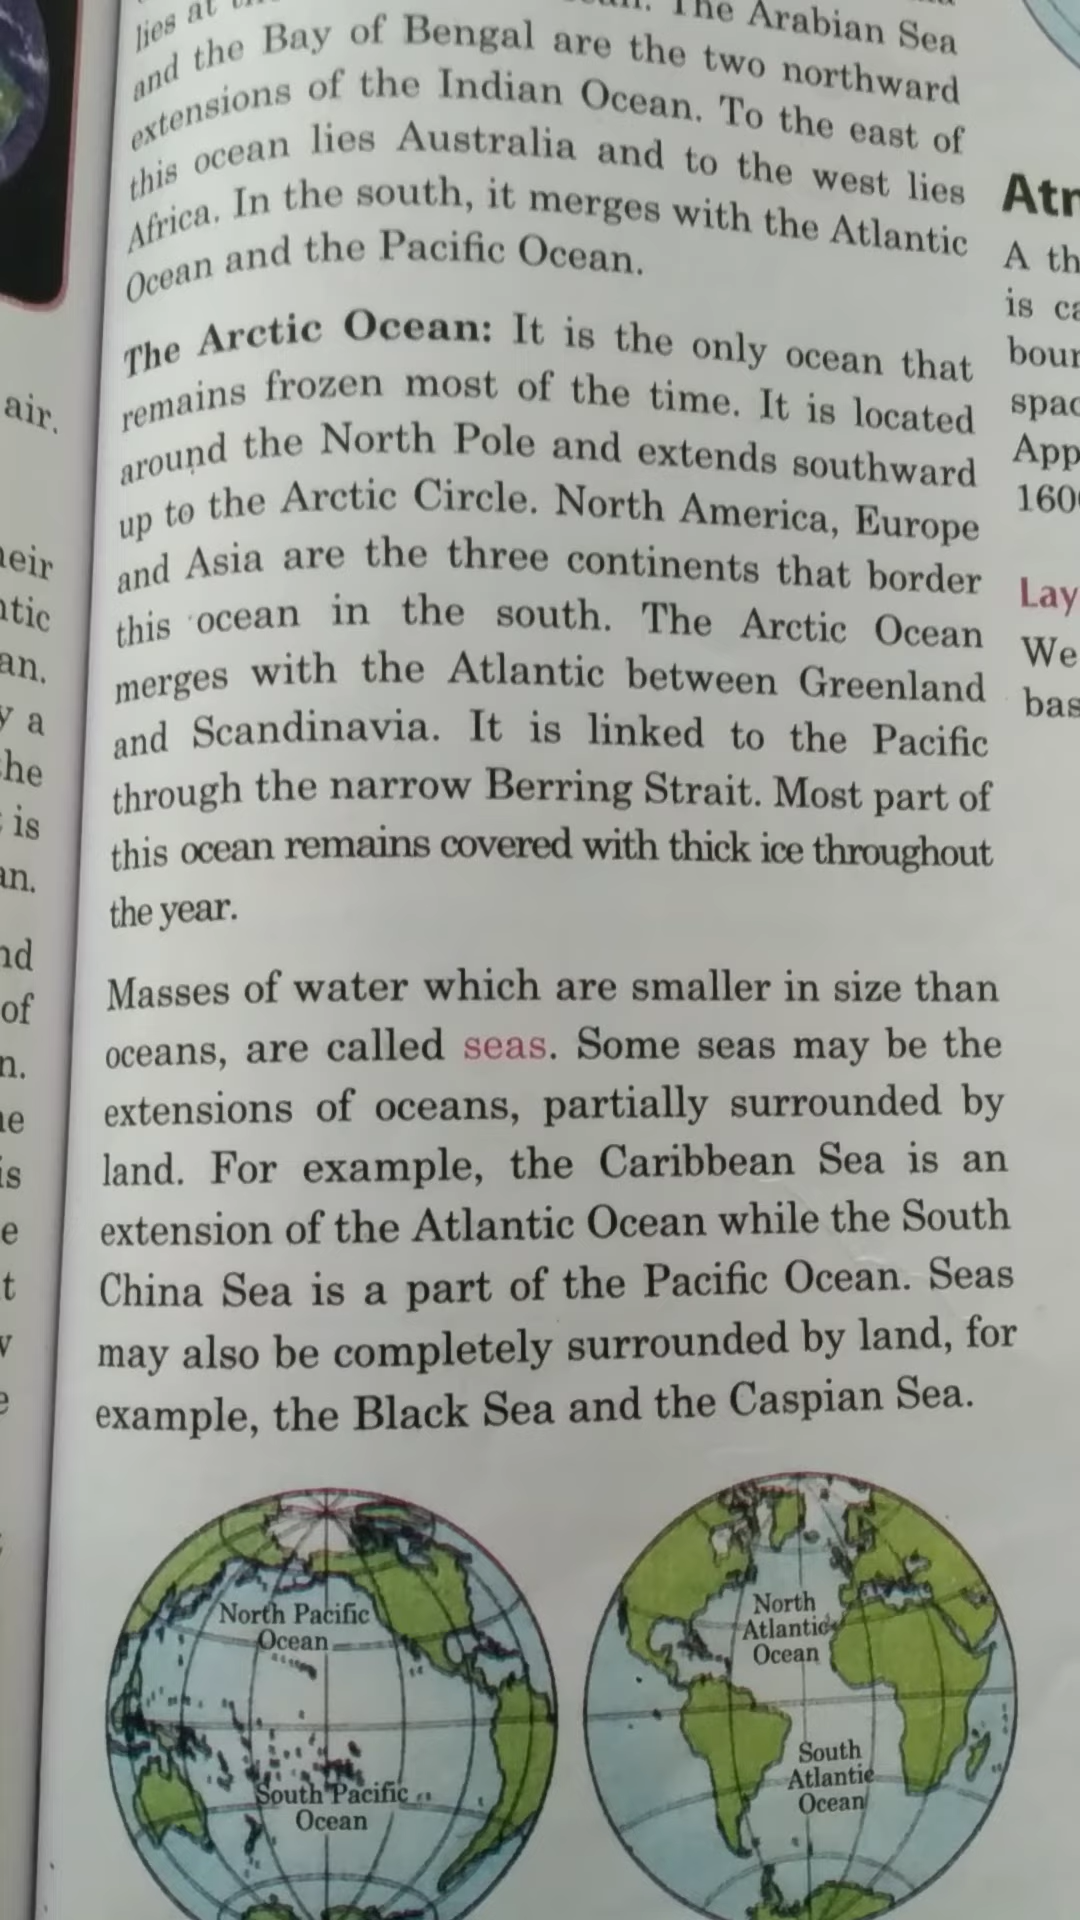 lies at
The Arabian Sea
and the Bay of Bengal are the two northward
extensions of the Indian Ocean. To the east of
this ocean lies Australia and to the west lies
Africa. In the south, it merges with the Atlantic
Ocean and the Pacific Ocean.
The Arctic Ocean: It is the only ocean that
remains frozen most of the time. It is located
around the North Pole and extends southward
up to the Arctic Circle. North America, Europe
and Asia are the three continents that border
this ocean in the south. The Arctic Ocean
merges with the Atlantic between Greenland
and Scandinavia. It is linked to the Pacific
through the narrow Berring Strait. Most part of
this ocean remains covered with thick ice throughout
the year.
Masses of water which are smaller in size than
oceans, are called seas. Some seas may be the
extensions of oceans, partially surrounded by
land. For example, the Caribbean Sea is an
extension of the Atlantic Ocean while the South
China Sea is a part of the Pacific Ocean. Seas
may also be completely surrounded by land, for
example, the Black Sea and the Caspian Sea.
North Pacific
Ocean
South Pacific
Ocean
North
Atlantic
Ocean
South
Atlantic
Ocean
air.
an.
y a
he
is
an.
of
n.
A th
is ca
We
bas